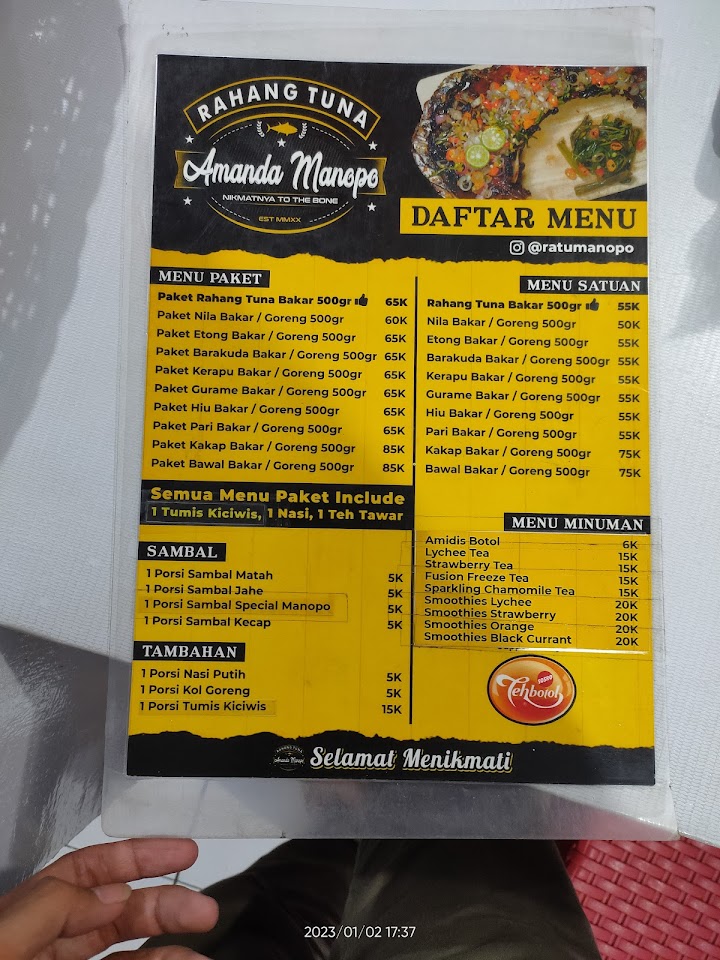 RAHANG TUNA
Amanda Manopo
NIKMATNYA TO THE BONE
EST MMXX
DAFTAR MENU
@ratumanopo
MENU PAKET
Paket Rahang Tuna Bakar 500gr 65K
Paket Nila Bakar / Goreng 500gr 60K
Paket Etong Bakar / Goreng 500gr 65K
Paket Barakuda Bakar / Goreng 500gr 65K
Paket Kerapu Bakar / Goreng 500gr 65K
Paket Gurame Bakar / Goreng 500gr 65K
Paket Hiu Bakar / Goreng 500gr 65K
Paket Pari Bakar / Goreng 500gr 65K
Paket Kakap Bakar / Goreng 500gr 85K
Paket Bawal Bakar / Goreng 500gr 85K
Semua Menu Paket Include
1 Tumis Kiciwis, 1 Nasi, 1 Teh Tawar
SAMBAL
1 Porsi Sambal Matah 5K
1 Porsi Sambal Jahe 5K
1 Porsi Sambal Special Manopo 5K
1 Porsi Sambal Kecap 5K
TAMBAHAN
1 Porsi Nasi Putih 5K
1 Porsi Kol Goreng 5K
1 Porsi Tumis Kiciwis 15K
MENU SATUAN
Rahang Tuna Bakar 500gr 55K
Nila Bakar / Goreng 500gr 50K
Etong Bakar / Goreng 500gr 55K
Barakuda Bakar / Goreng 500gr 55K
Kerapu Bakar / Goreng 500gr 55K
Gurame Bakar / Goreng 500gr 55K
Hiu Bakar / Goreng 500gr 55K
Pari Bakar / Goreng 500gr 55K
Kakap Bakar / Goreng 500gr 75K
Bawal Bakar / Goreng 500gr 75K
MENU MINUMAN
Amidis Botol 6K
Lychee Tea 15K
Strawberry Tea 15K
Fusion Freeze Tea 15K
Sparkling Chamomile Tea 15K
Smoothies Lychee 20K
Smoothies Strawberry 20K
Smoothies Orange 20K
Smoothies Black Currant 20K
SOSRO
Tehbotol
RAHANG TUNA
Amanda Manopo
Selamat Menikmati
2023/01/02 17:37